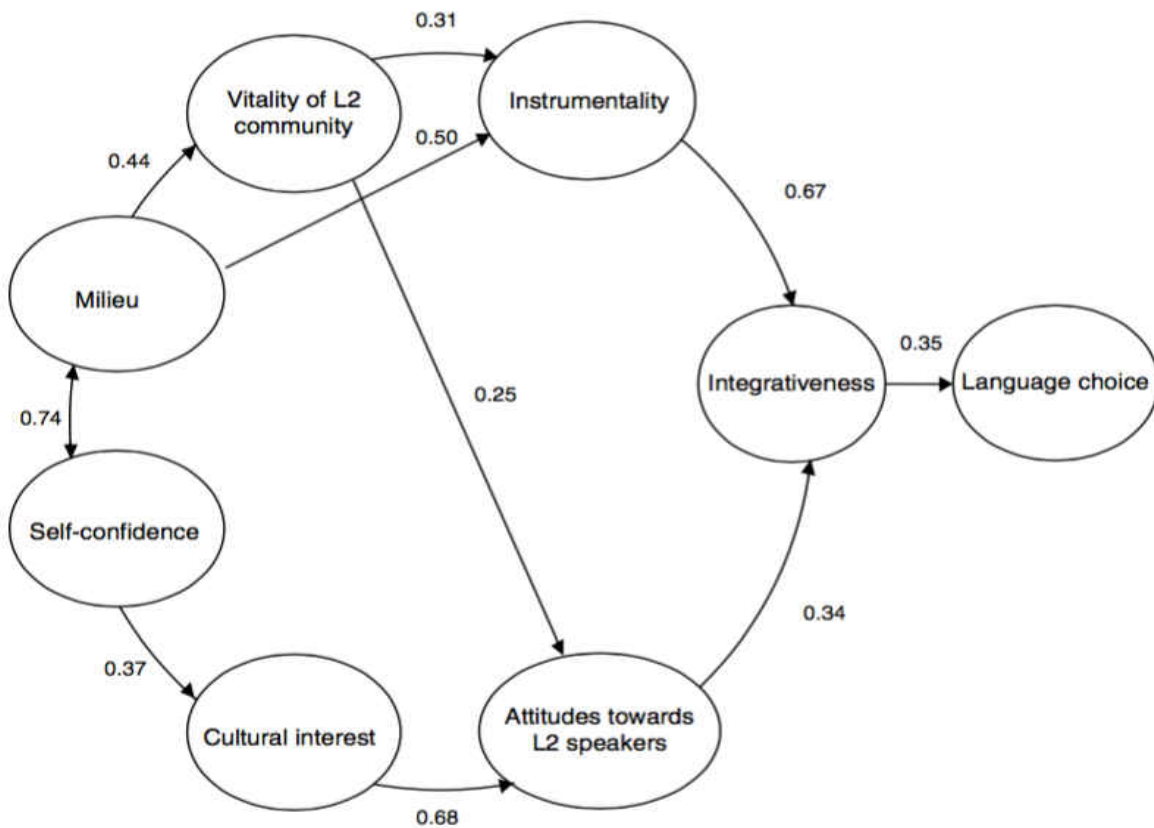 0.31
Vitality of L2
community
Instrumentality
0.50
0.44
0.67
Milieu
0.35
Integrativeness
Language choice
0.25
0.74
Self-confidence
0.34
0.37
Attitudes towards
L2 speakers
Cultural interest
0.68